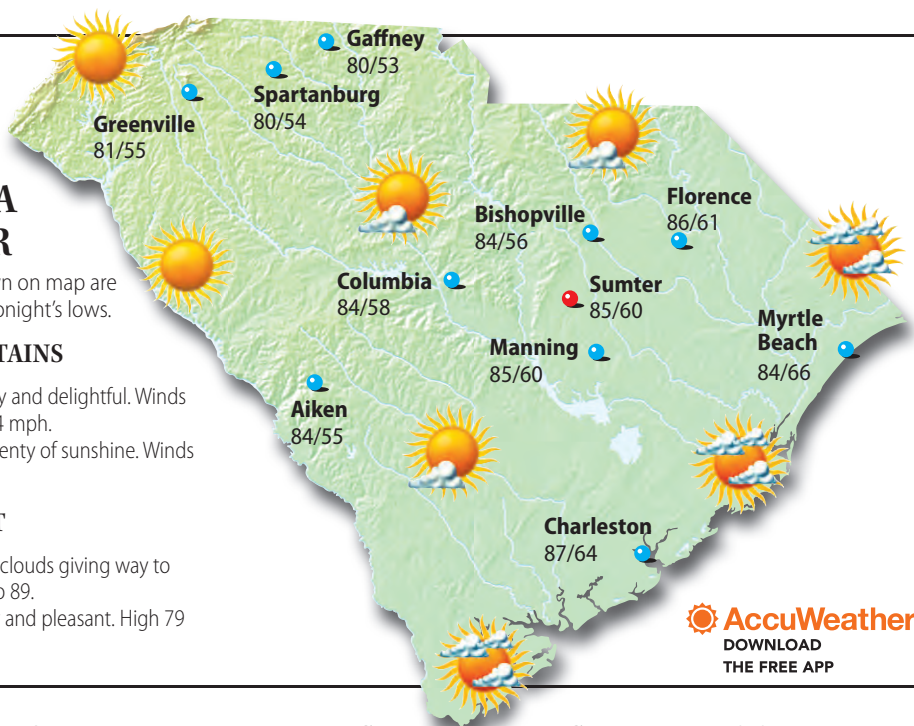 Gaffney
80/53
Spartanburg
80/54
Greenville
81/55
A
R
Florence
86/61
Bishopville
84/56
Columbia
84/58
Sumter
85/60
on map are
onight's lows.
Myrtle
Beach
84/66
Manning
85/60
TAINS
Aiken
84/55
y and delightful. Winds
4 mph.
enty of sunshine. Winds
T
Charleston
87/64
clouds giving way to
89.
and pleasant. High 79
AccuWeather
DOWNLOAD
THE FREE APP